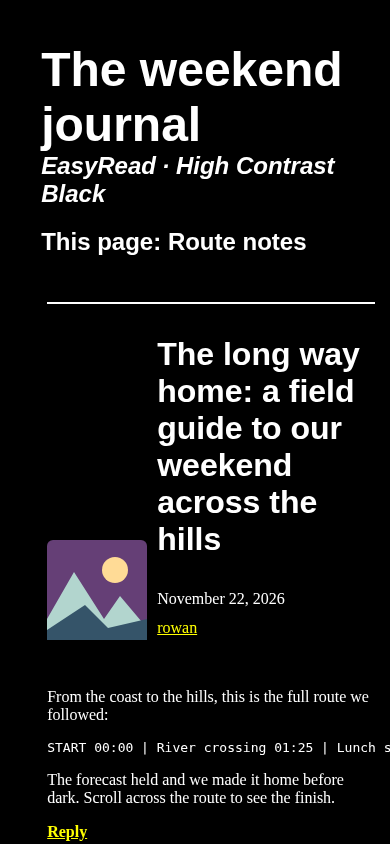 The weekend
journal
EasyRead · High Contrast
Black
This page: Route notes
The long way
home: a field
guide to our
weekend
across the
hills
November 22, 2026
rowan
From the coast to the hills, this is the full route we
followed:
START 00:00 | River crossing 01:25 | Lunch
The forecast held and we made it home before
dark. Scroll across the route to see the finish.
Reply